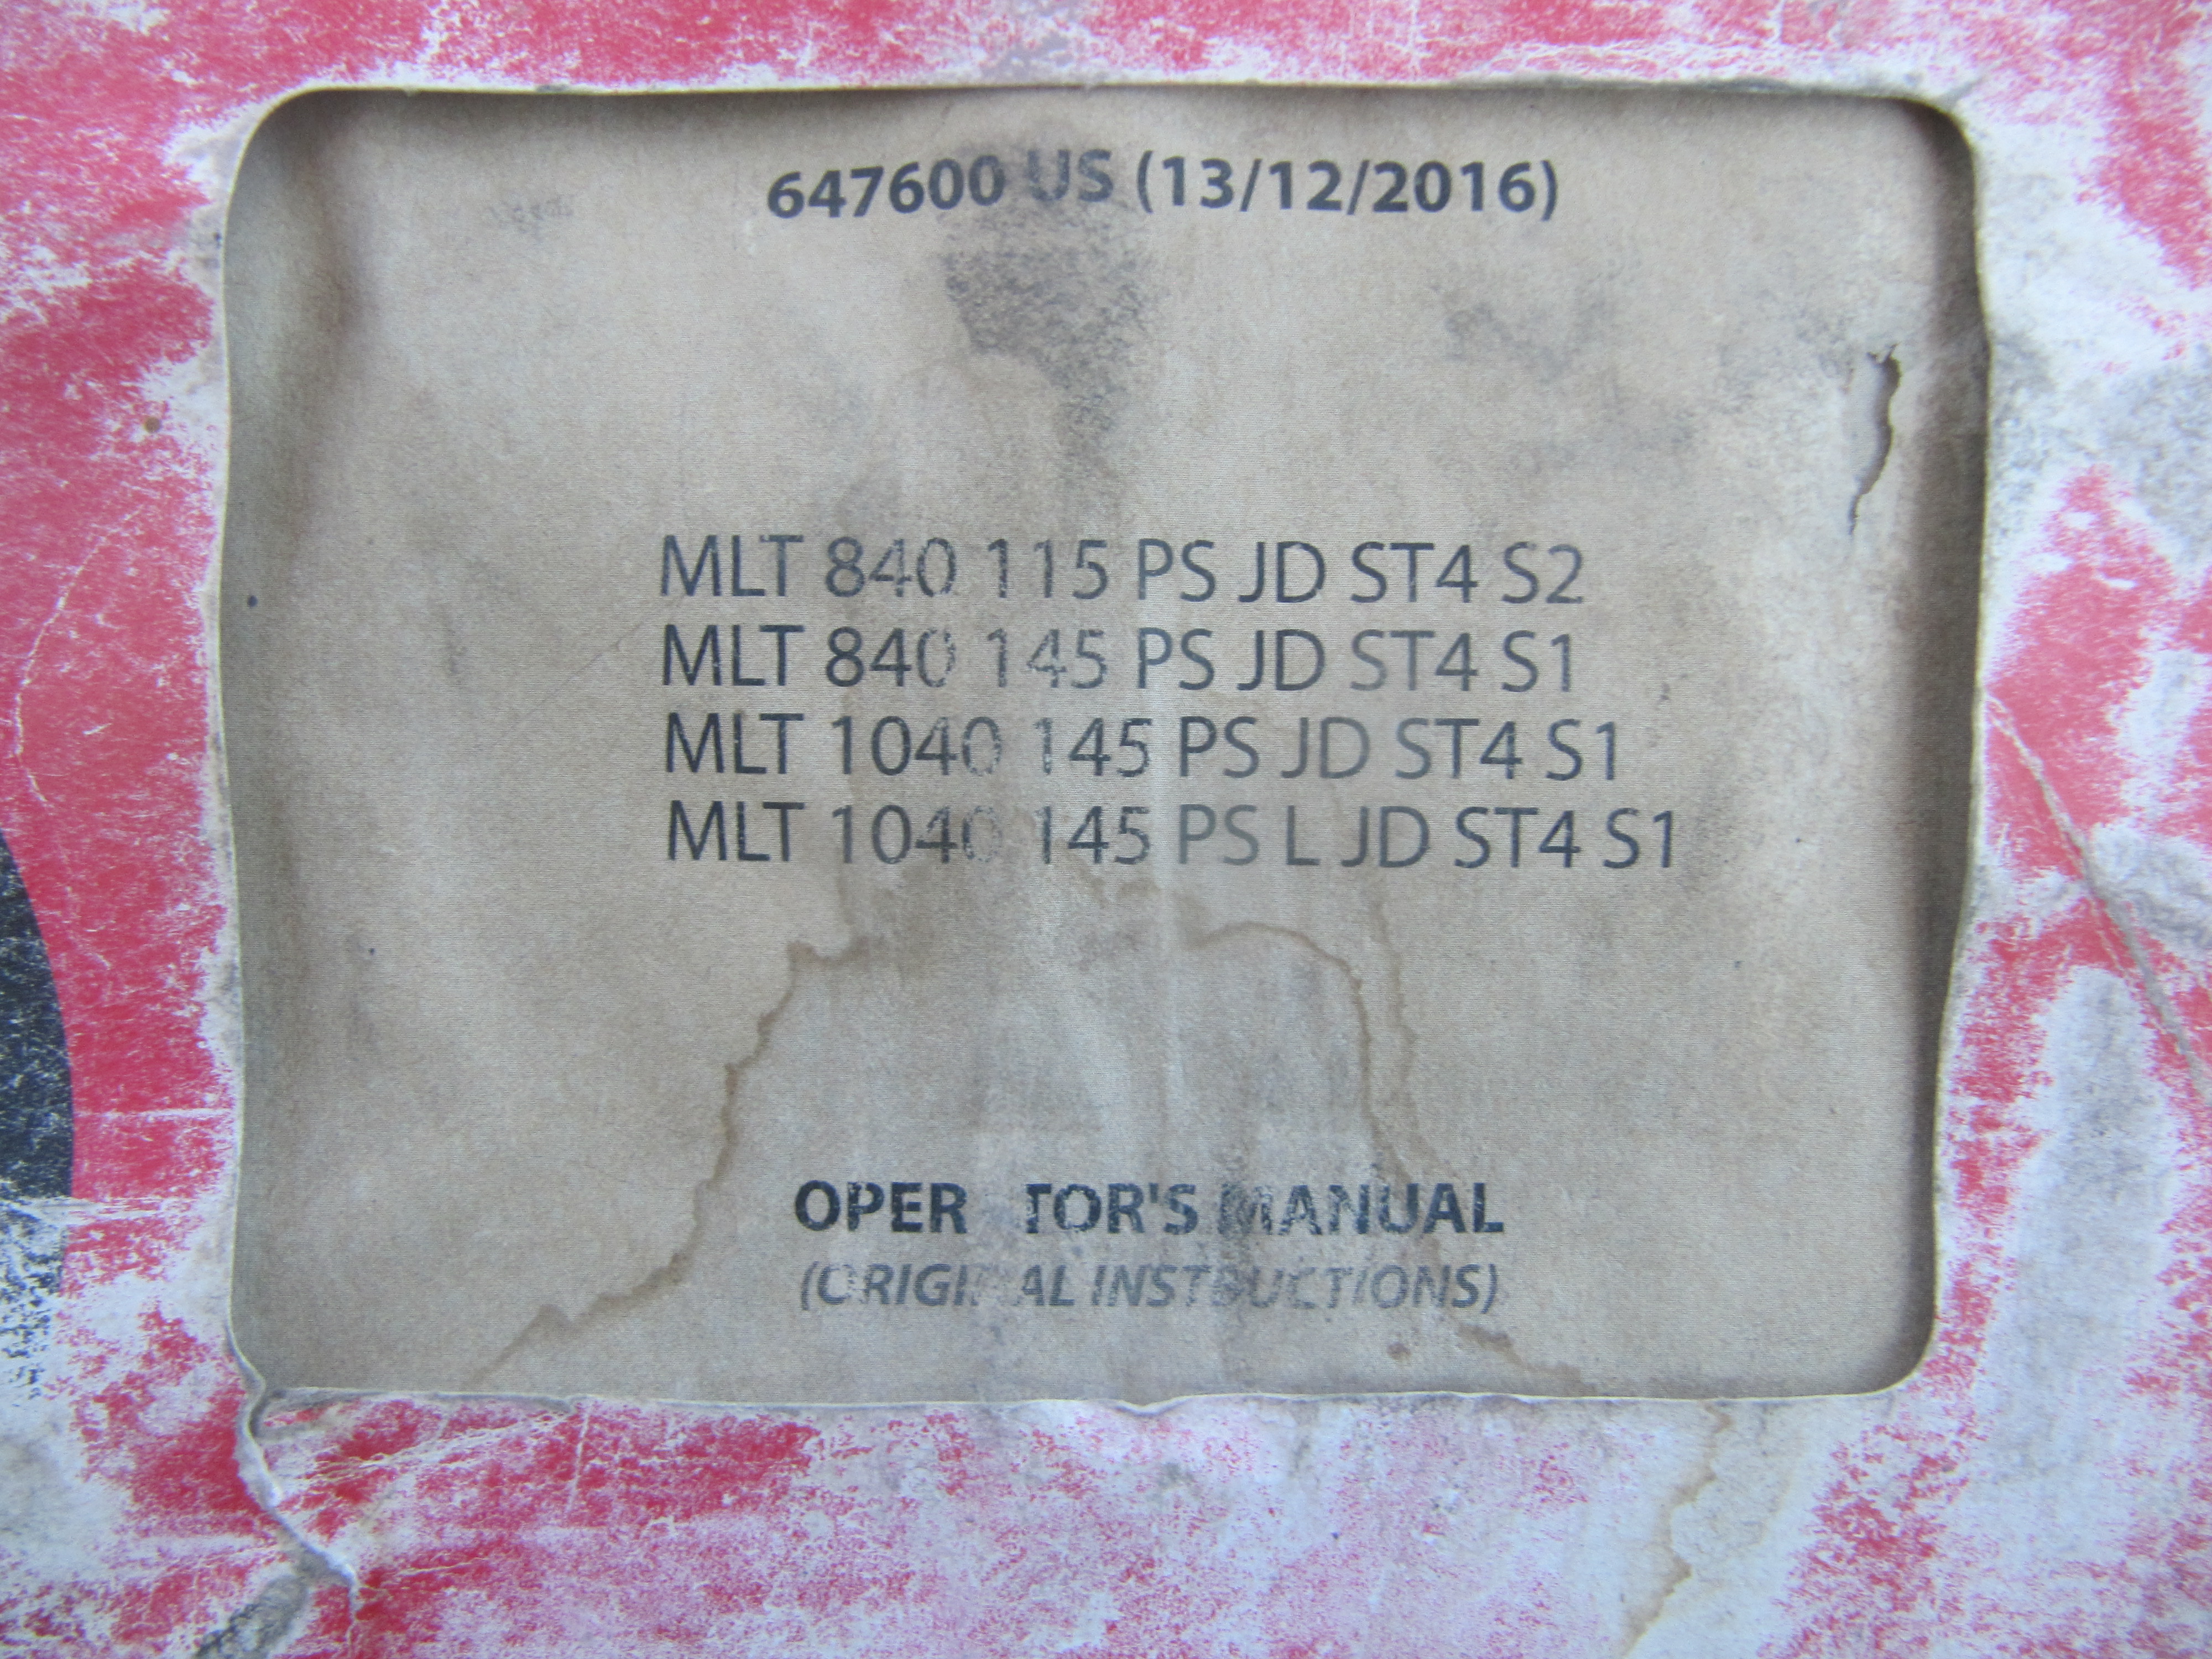 647600 US (13/12/2016)
MLT 840 115 PS JD ST4 S2
MLT 840 145 PS JD ST4 S1
MLT 1040 145 PS JD ST4 S1
MLT 1040 145 PS L JD ST4 S1
OPERATOR'S MANUAL
(ORIGINAL INSTRUCTIONS)